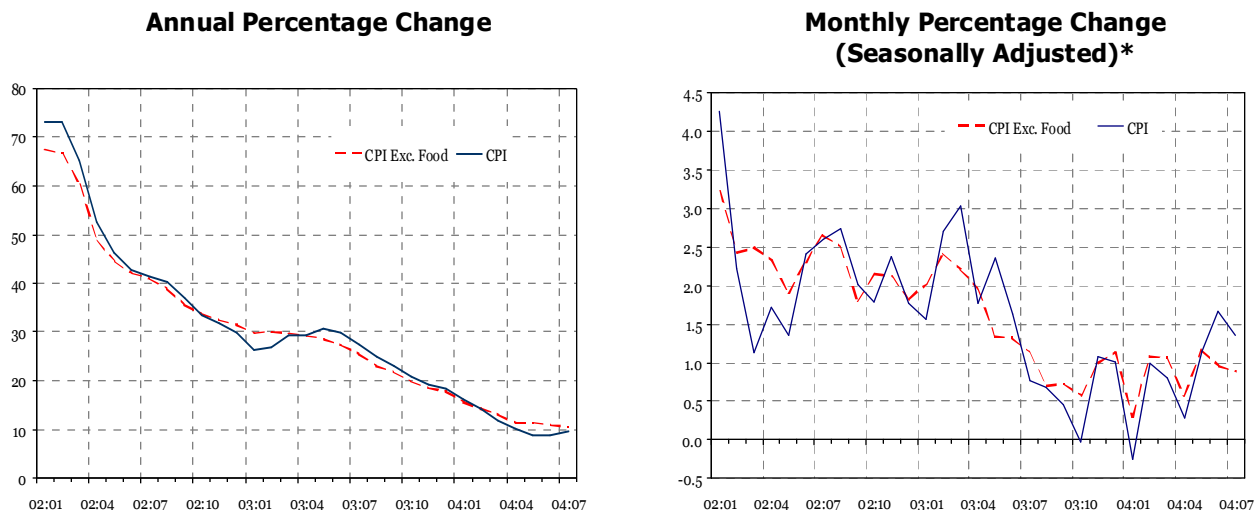 Annual Percentage Change
80
70
60
50
40
30
20
10
0
CPI Exc. Food CPI
02:01 02:04 02:07 02:10 03:01 03:04 03:07 03:10 04:01 04:04 04:07
Monthly Percentage Change
(Seasonally Adjusted)*
4.5
4.0
3.5
3.0
2.5
2.0
1.5
1.0
0.5
0.0
-0.5
CPI Exc. Food CPI
02:01 02:04 02:07 02:10 03:01 03:04 03:07 03:10 04:01 04:04 04:07